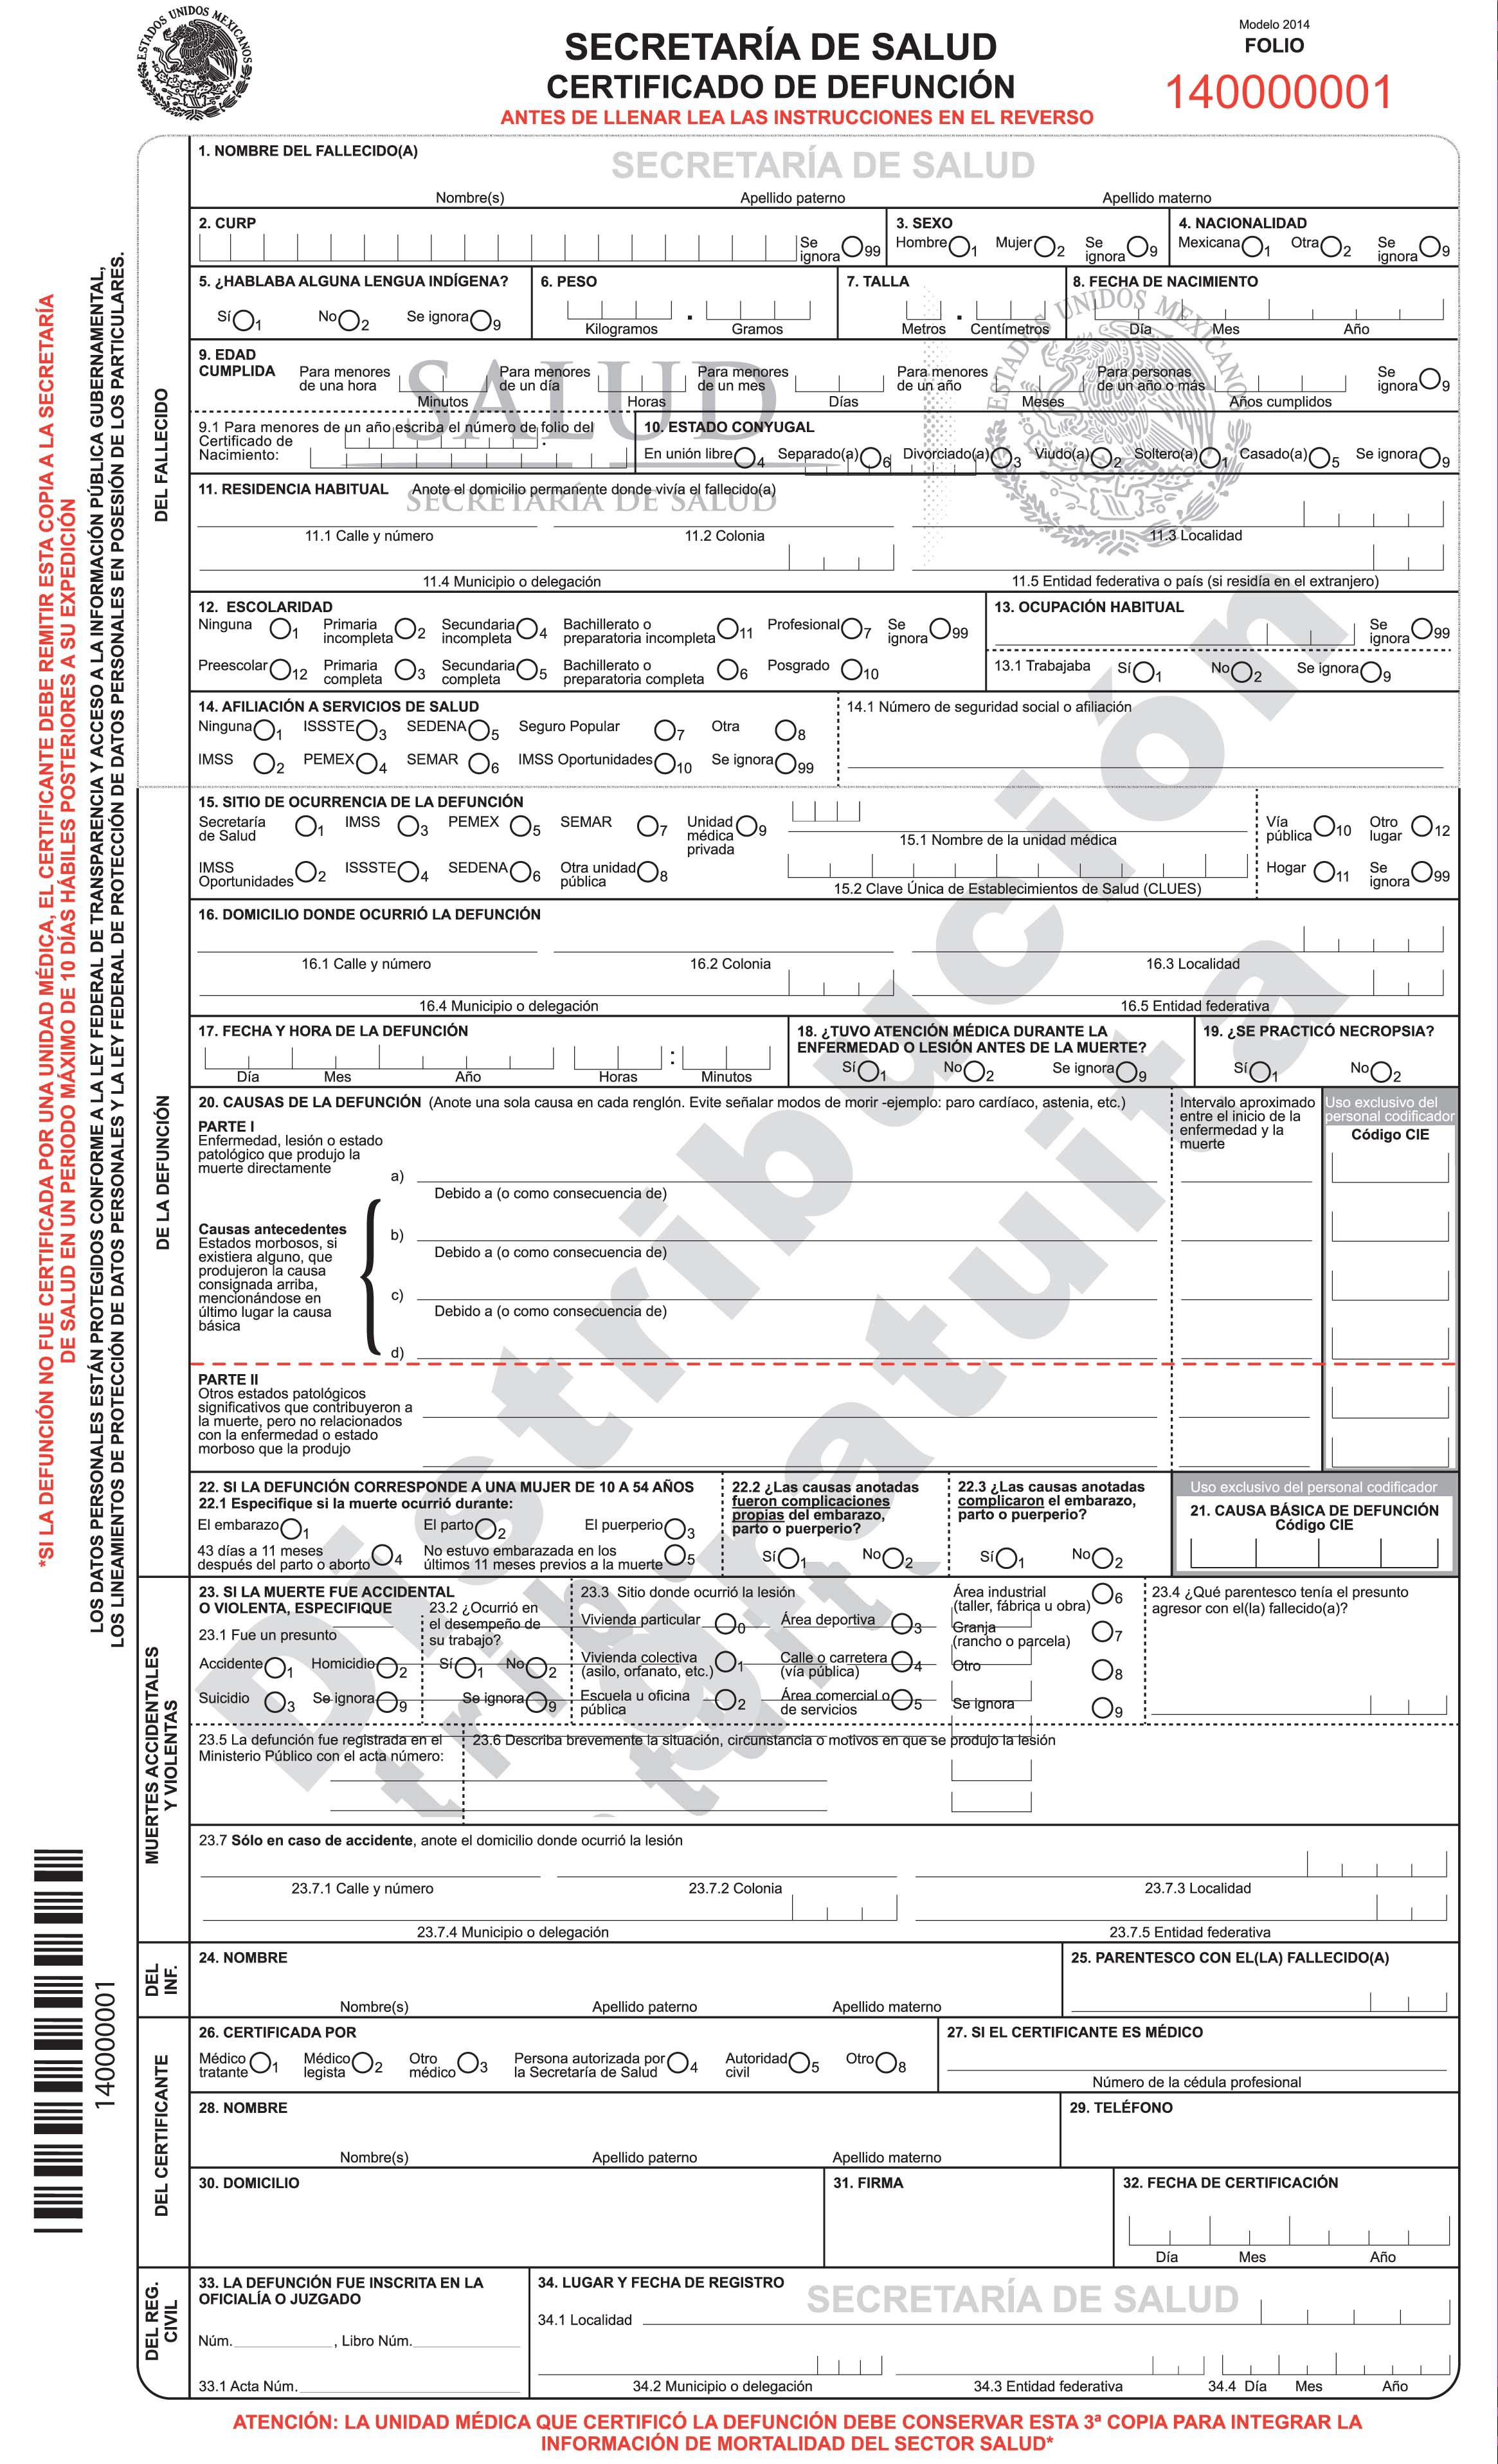 ESTADOS UNIDOS MEXICANOS
SECRETARÍA DE SALUD
CERTIFICADO DE DEFUNCIÓN
ANTES DE LLENAR LEA LAS INSTRUCCIONES EN EL REVERSO
Modelo 2014
FOLIO
140000001
*SI LA DEFUNCIÓN NO FUE CERTIFICADA POR UNA UNIDAD MÉDICA, EL CERTIFICANTE DEBE REMITIR ESTA COPIA A LA SECRETARÍA
DE SALUD EN UN PERIODO MÁXIMO DE 10 DÍAS HÁBILES POSTERIORES A SU EXPEDICIÓN
LOS DATOS PERSONALES ESTÁN PROTEGIDOS CONFORME A LA LEY FEDERAL DE TRANSPARENCIA Y ACCESO A LA INFORMACIÓN PÚBLICA GUBERNAMENTAL,
LOS LINEAMIENTOS DE PROTECCIÓN DE DATOS PERSONALES Y LA LEY FEDERAL DE PROTECCIÓN DE DATOS PERSONALES EN POSESIÓN DE LOS PARTICULARES.
140000001
DEL FALLECIDO
1. NOMBRE DEL FALLECIDO(A)
SECRETARÍA DE SALUD
Nombre(s) Apellido paterno Apellido materno
2. CURP
Se ignora 99
3. SEXO
Hombre 1 Mujer 2 Se ignora 9
4. NACIONALIDAD
Mexicana 1 Otra 2 Se ignora 9
5. ¿HABLABA ALGUNA LENGUA INDÍGENA?
Sí 1 No 2 Se ignora 9
6. PESO
Kilogramos . Gramos
7. TALLA
Metros . Centímetros
8. FECHA DE NACIMIENTO
Día Mes Año
ESTADOS UNIDOS MEXICANOS
SALUD
SECRETARÍA DE SALUD
9. EDAD
CUMPLIDA
Para menores
de una hora
Minutos
Para menores
de un día
Horas
Para menores
de un mes
Días
Para menores
de un año
Meses
Para personas
de un año o más
Años cumplidos
Se
ignora 9
9.1 Para menores de un año escriba el número de folio del
Certificado de
Nacimiento:
10. ESTADO CONYUGAL
En unión libre 4 Separado(a) 6 Divorciado(a) 3 Viudo(a) 2 Soltero(a) 1 Casado(a) 5 Se ignora 9
11. RESIDENCIA HABITUAL Anote el domicilio permanente donde vivía el fallecido(a)
11.1 Calle y número 11.2 Colonia 11.3 Localidad
11.4 Municipio o delegación 11.5 Entidad federativa o país (si residía en el extranjero)
12. ESCOLARIDAD
Ninguna 1 Primaria incompleta 2 Secundaria incompleta 4 Bachillerato o preparatoria incompleta 11 Profesional 7 Se ignora 99
Preescolar 12 Primaria completa 3 Secundaria completa 5 Bachillerato o preparatoria completa 6 Posgrado 10
13. OCUPACIÓN HABITUAL
Se ignora 99
13.1 Trabajaba Sí 1 No 2 Se ignora 9
14. AFILIACIÓN A SERVICIOS DE SALUD
Ninguna 1 ISSSTE 3 SEDENA 5 Seguro Popular 7 Otra 8
IMSS 2 PEMEX 4 SEMAR 6 IMSS Oportunidades 10 Se ignora 99
14.1 Número de seguridad social o afiliación
DE LA DEFUNCIÓN
15. SITIO DE OCURRENCIA DE LA DEFUNCIÓN
Secretaría de Salud 1 IMSS 3 PEMEX 5 SEMAR 7 Unidad médica privada 9
IMSS Oportunidades 2 ISSSTE 4 SEDENA 6 Otra unidad pública 8
15.1 Nombre de la unidad médica
15.2 Clave Única de Establecimientos de Salud (CLUES)
Vía pública 10 Otro lugar 12
Hogar 11 Se ignora 99
16. DOMICILIO DONDE OCURRIÓ LA DEFUNCIÓN
16.1 Calle y número 16.2 Colonia 16.3 Localidad
16.4 Municipio o delegación 16.5 Entidad federativa
17. FECHA Y HORA DE LA DEFUNCIÓN
Día Mes Año Horas : Minutos
18. ¿TUVO ATENCIÓN MÉDICA DURANTE LA
ENFERMEDAD O LESIÓN ANTES DE LA MUERTE?
Sí 1 No 2 Se ignora 9
19. ¿SE PRACTICÓ NECROPSIA?
Sí 1 No 2
20. CAUSAS DE LA DEFUNCIÓN (Anote una sola causa en cada renglón. Evite señalar modos de morir -ejemplo: paro cardíaco, astenia, etc.)
Intervalo aproximado
entre el inicio de la
enfermedad y la
muerte
Uso exclusivo del
personal codificador
Código CIE
PARTE I
Enfermedad, lesión o estado
patológico que produjo la
muerte directamente
a)
Debido a (o como consecuencia de)
Causas antecedentes
Estados morbosos, si
existiera alguno, que
produjeron la causa
consignada arriba,
mencionándose en
último lugar la causa
básica
b)
Debido a (o como consecuencia de)
c)
Debido a (o como consecuencia de)
d)
PARTE II
Otros estados patológicos
significativos que contribuyeron a
la muerte, pero no relacionados
con la enfermedad o estado
morboso que la produjo
Distribución
gratuita
22. SI LA DEFUNCIÓN CORRESPONDE A UNA MUJER DE 10 A 54 AÑOS
22.1 Especifique si la muerte ocurrió durante:
El embarazo 1 El parto 2 El puerperio 3
43 días a 11 meses
después del parto o aborto 4
No estuvo embarazada en los
últimos 11 meses previos a la muerte 5
22.2 ¿Las causas anotadas
fueron complicaciones
propias del embarazo,
parto o puerperio?
Sí 1 No 2
22.3 ¿Las causas anotadas
complicaron el embarazo,
parto o puerperio?
Sí 1 No 2
Uso exclusivo del personal codificador
21. CAUSA BÁSICA DE DEFUNCIÓN
Código CIE
MUERTES ACCIDENTALES
Y VIOLENTAS
23. SI LA MUERTE FUE ACCIDENTAL
O VIOLENTA, ESPECIFIQUE
23.1 Fue un presunto
Accidente 1 Homicidio 2
Suicidio 3 Se ignora 9
23.2 ¿Ocurrió en
el desempeño de
su trabajo?
Sí 1 No 2
Se ignora 9
23.3 Sitio donde ocurrió la lesión
Vivienda particular 0 Área deportiva 3 Área industrial (taller, fábrica u obra) 6
Granja (rancho o parcela) 7
Vivienda colectiva (asilo, orfanato, etc.) 1 Calle o carretera (vía pública) 4 Otro 8
Escuela u oficina pública 2 Área comercial o de servicios 5 Se ignora 9
23.4 ¿Qué parentesco tenía el presunto
agresor con el(la) fallecido(a)?
23.5 La defunción fue registrada en el
Ministerio Público con el acta número:
23.6 Describa brevemente la situación, circunstancia o motivos en que se produjo la lesión
23.7 Sólo en caso de accidente, anote el domicilio donde ocurrió la lesión
23.7.1 Calle y número 23.7.2 Colonia 23.7.3 Localidad
23.7.4 Municipio o delegación 23.7.5 Entidad federativa
DEL
INF.
24. NOMBRE
Nombre(s) Apellido paterno Apellido materno
25. PARENTESCO CON EL(LA) FALLECIDO(A)
DEL CERTIFICANTE
26. CERTIFICADA POR
Médico tratante 1 Médico legista 2 Otro médico 3 Persona autorizada por la Secretaría de Salud 4 Autoridad civil 5 Otro 8
27. SI EL CERTIFICANTE ES MÉDICO
Número de la cédula profesional
28. NOMBRE
Nombre(s) Apellido paterno Apellido materno
29. TELÉFONO
30. DOMICILIO
31. FIRMA
32. FECHA DE CERTIFICACIÓN
Día Mes Año
DEL REG.
CIVIL
33. LA DEFUNCIÓN FUE INSCRITA EN LA
OFICIALÍA O JUZGADO
Núm. , Libro Núm.
33.1 Acta Núm.
34. LUGAR Y FECHA DE REGISTRO
SECRETARÍA DE SALUD
34.1 Localidad
34.2 Municipio o delegación 34.3 Entidad federativa 34.4 Día Mes Año
ATENCIÓN: LA UNIDAD MÉDICA QUE CERTIFICÓ LA DEFUNCIÓN DEBE CONSERVAR ESTA 3ª COPIA PARA INTEGRAR LA
INFORMACIÓN DE MORTALIDAD DEL SECTOR SALUD*